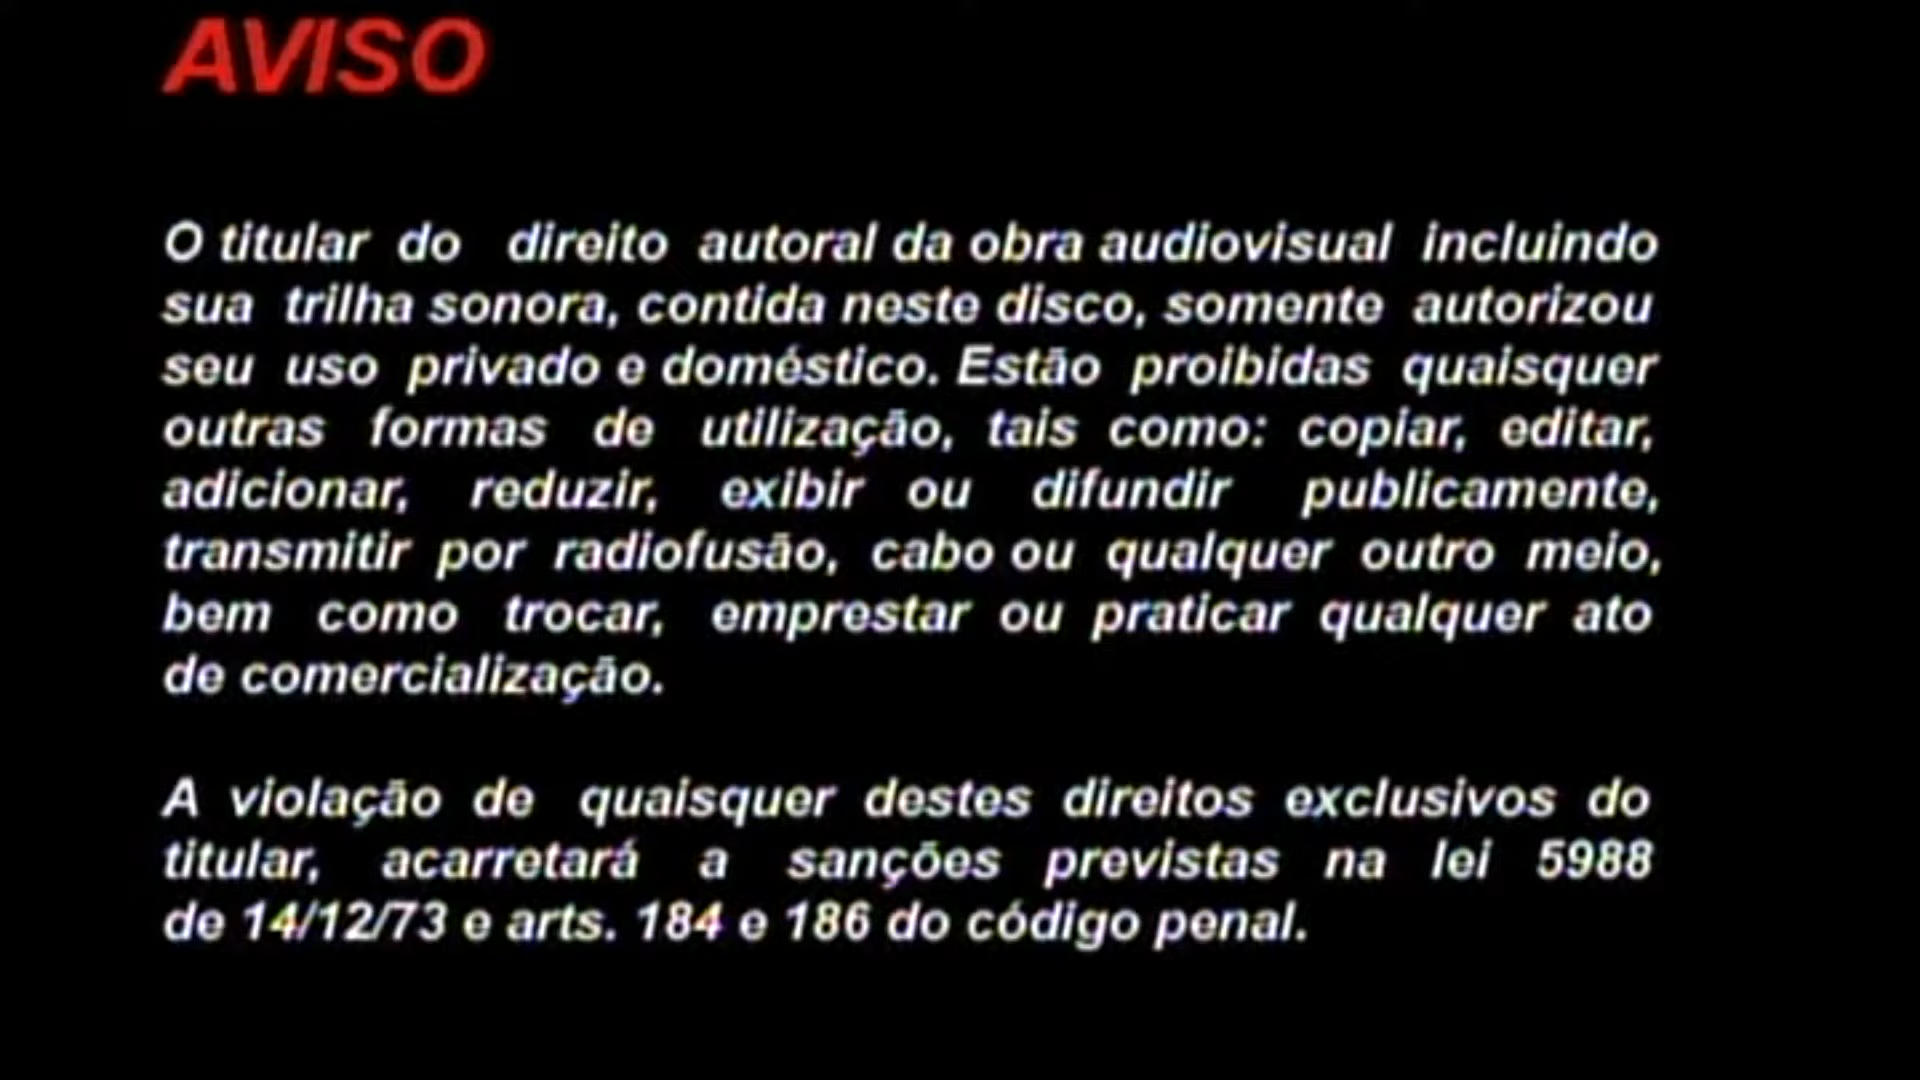 AVISO
O titular do direito autoral da obra audiovisual incluindo
sua trilha sonora, contida neste disco, somente autorizou
seu uso privado e doméstico. Estão proibidas quaisquer
outras formas de utilização, tais como: copiar, editar,
adicionar, reduzir, exibir ou difundir publicamente,
transmitir por radiofusão, cabo ou qualquer outro meio,
bem como trocar, emprestar ou praticar qualquer ato
de comercialização.
A violação de quaisquer destes direitos exclusivos do
titular, acarretará a sanções previstas na lei 5988
de 14/12/73 e arts. 184 e 186 do código penal.